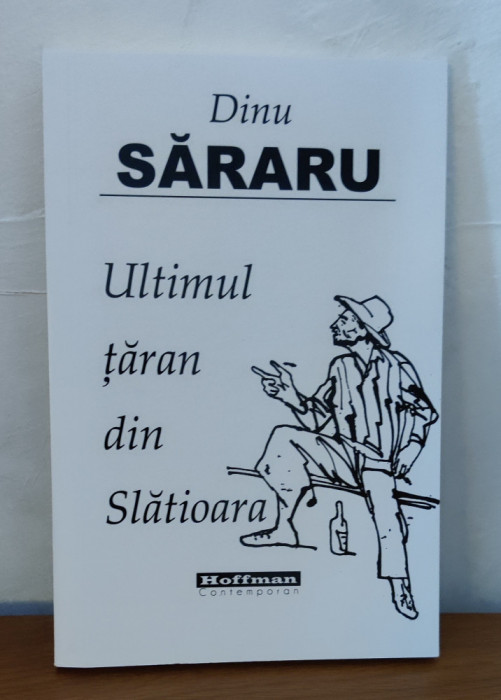 Dinu
SĂRARU
Ultimul
țăran
din
Slătioara
Hoffman
Contemporan